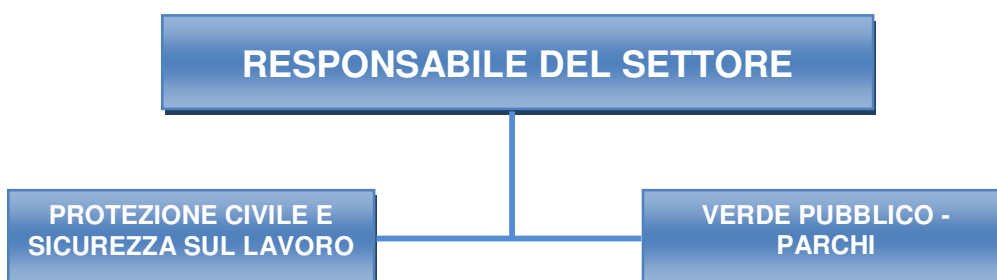 RESPONSABILE DEL SETTORE
PROTEZIONE CIVILE E
SICUREZZA SUL LAVORO
VERDE PUBBLICO -
PARCHI